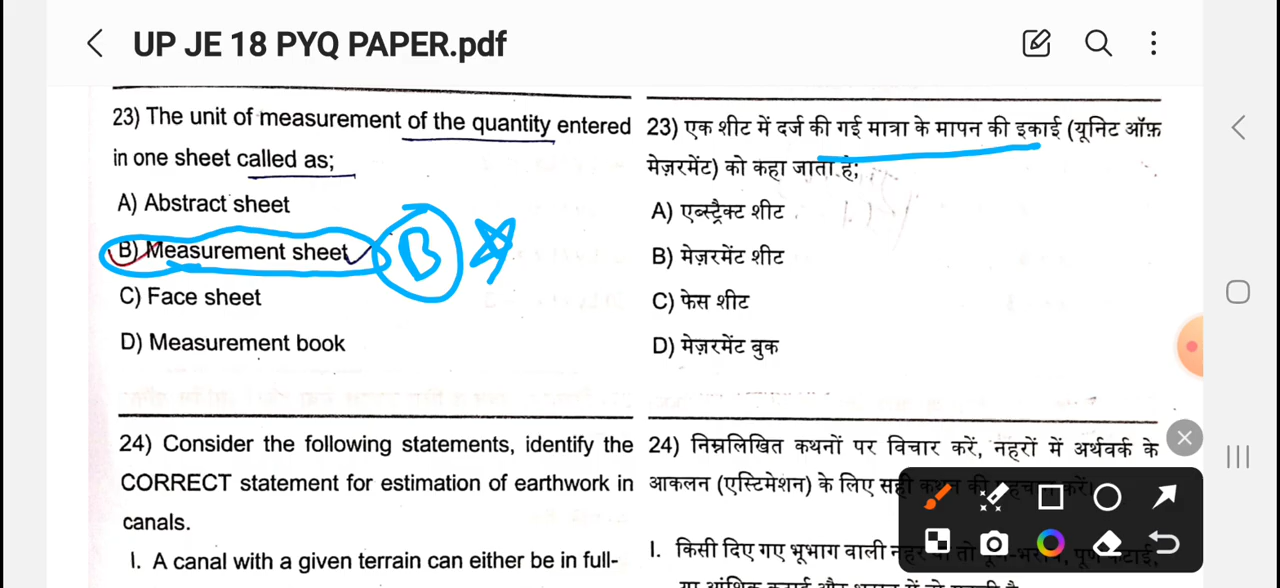 UP JE 18 PYQ PAPER.pdf
23) The unit of measurement of the quantity entered
in one sheet called as;
A) Abstract sheet
B) Measurement sheet
B
C) Face sheet
D) Measurement book
23) एक शीट में दर्ज की गई मात्रा के मापन की इकाई (यूनिट ऑफ़
मेज़रमेंट) को कहा जाता है;
A) एब्स्ट्रैक्ट शीट
B) मेज़रमेंट शीट
C) फेस शीट
D) मेज़रमेंट बुक
24) Consider the following statements, identify the
CORRECT statement for estimation of earthwork in
canals.
I. A canal with a given terrain can either be in full-
24) निम्नलिखित कथनों पर विचार करें, नहरों में अर्थवर्क के
आकलन (एस्टिमेशन) के लिए सही
I. किसी दिए गए भूभाग वाली